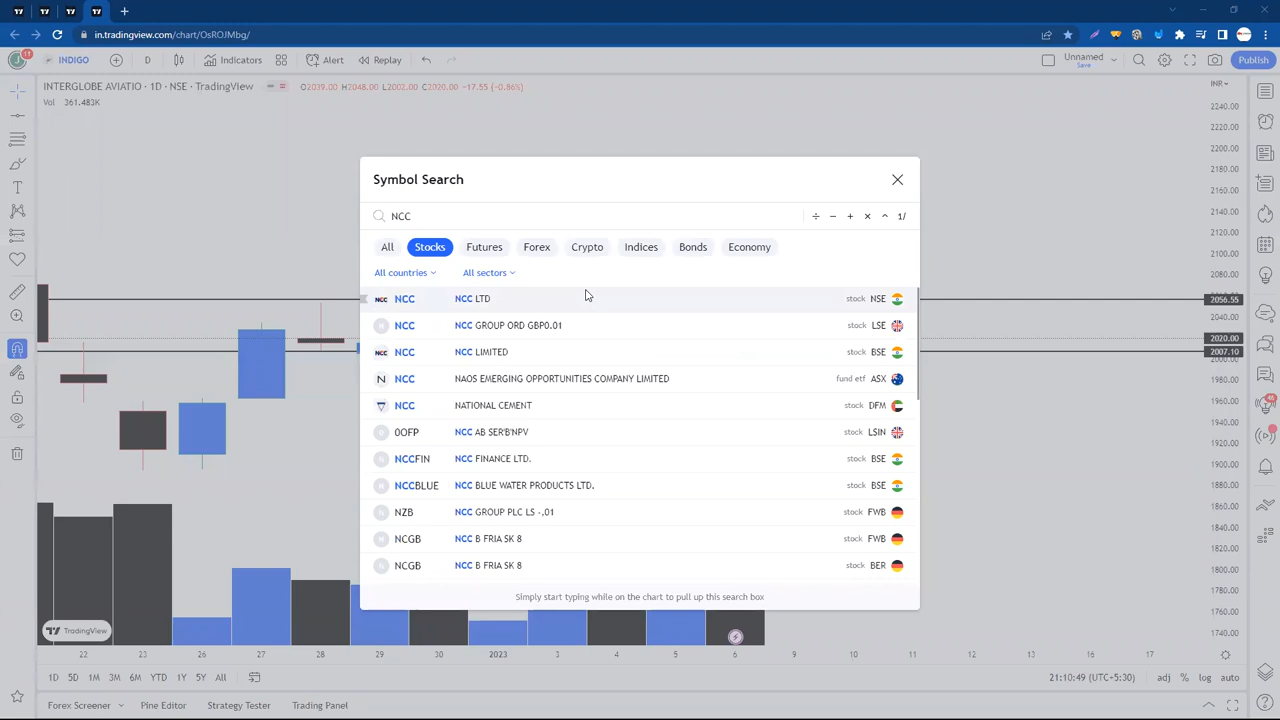 in.tradingview.com/chart/OsROJMbg/
11
INDIGO
D
Indicators
Alert
Replay
Unnamed
Save
Publish
INTERGLOBE AVIATIO · 1D · NSE · TradingView
O2039.00 H2048.00 L2002.00 C2020.00 −17.55 (−0.86%)
INR
Vol 361.483K
2240.00
2220.00
2200.00
2180.00
2160.00
2140.00
2120.00
2100.00
2080.00
2056.55
2020.00
2007.10
1980.00
1960.00
1940.00
1920.00
1900.00
1880.00
1860.00
1840.00
1820.00
1800.00
1780.00
1760.00
1740.00
Symbol Search
NCC
1/
All Stocks Futures Forex Crypto Indices Bonds Economy
All countries All sectors
NCC NCC LTD stock NSE
NCC NCC GROUP ORD GBP0.01 stock LSE
NCC NCC LIMITED stock BSE
NCC NAOS EMERGING OPPORTUNITIES COMPANY LIMITED fund etf ASX
NCC NATIONAL CEMENT stock DFM
0OFP NCC AB SER'B'NPV stock LSIN
NCCFIN NCC FINANCE LTD. stock BSE
NCCBLUE NCC BLUE WATER PRODUCTS LTD. stock BSE
NZB NCC GROUP PLC LS -,01 stock FWB
NCGB NCC B FRIA SK 8 stock FWB
NCGB NCC B FRIA SK 8 stock BER
Simply start typing while on the chart to pull up this search box
TradingView
22 23 26 27 28 29 2023 3 4 5 6 9 10 11 12 13 16 17
1D 5D 1M 3M 6M YTD 1Y 5Y All
21:10:49 (UTC+5:30) adj % log auto
Forex Screener Pine Editor Strategy Tester Trading Panel